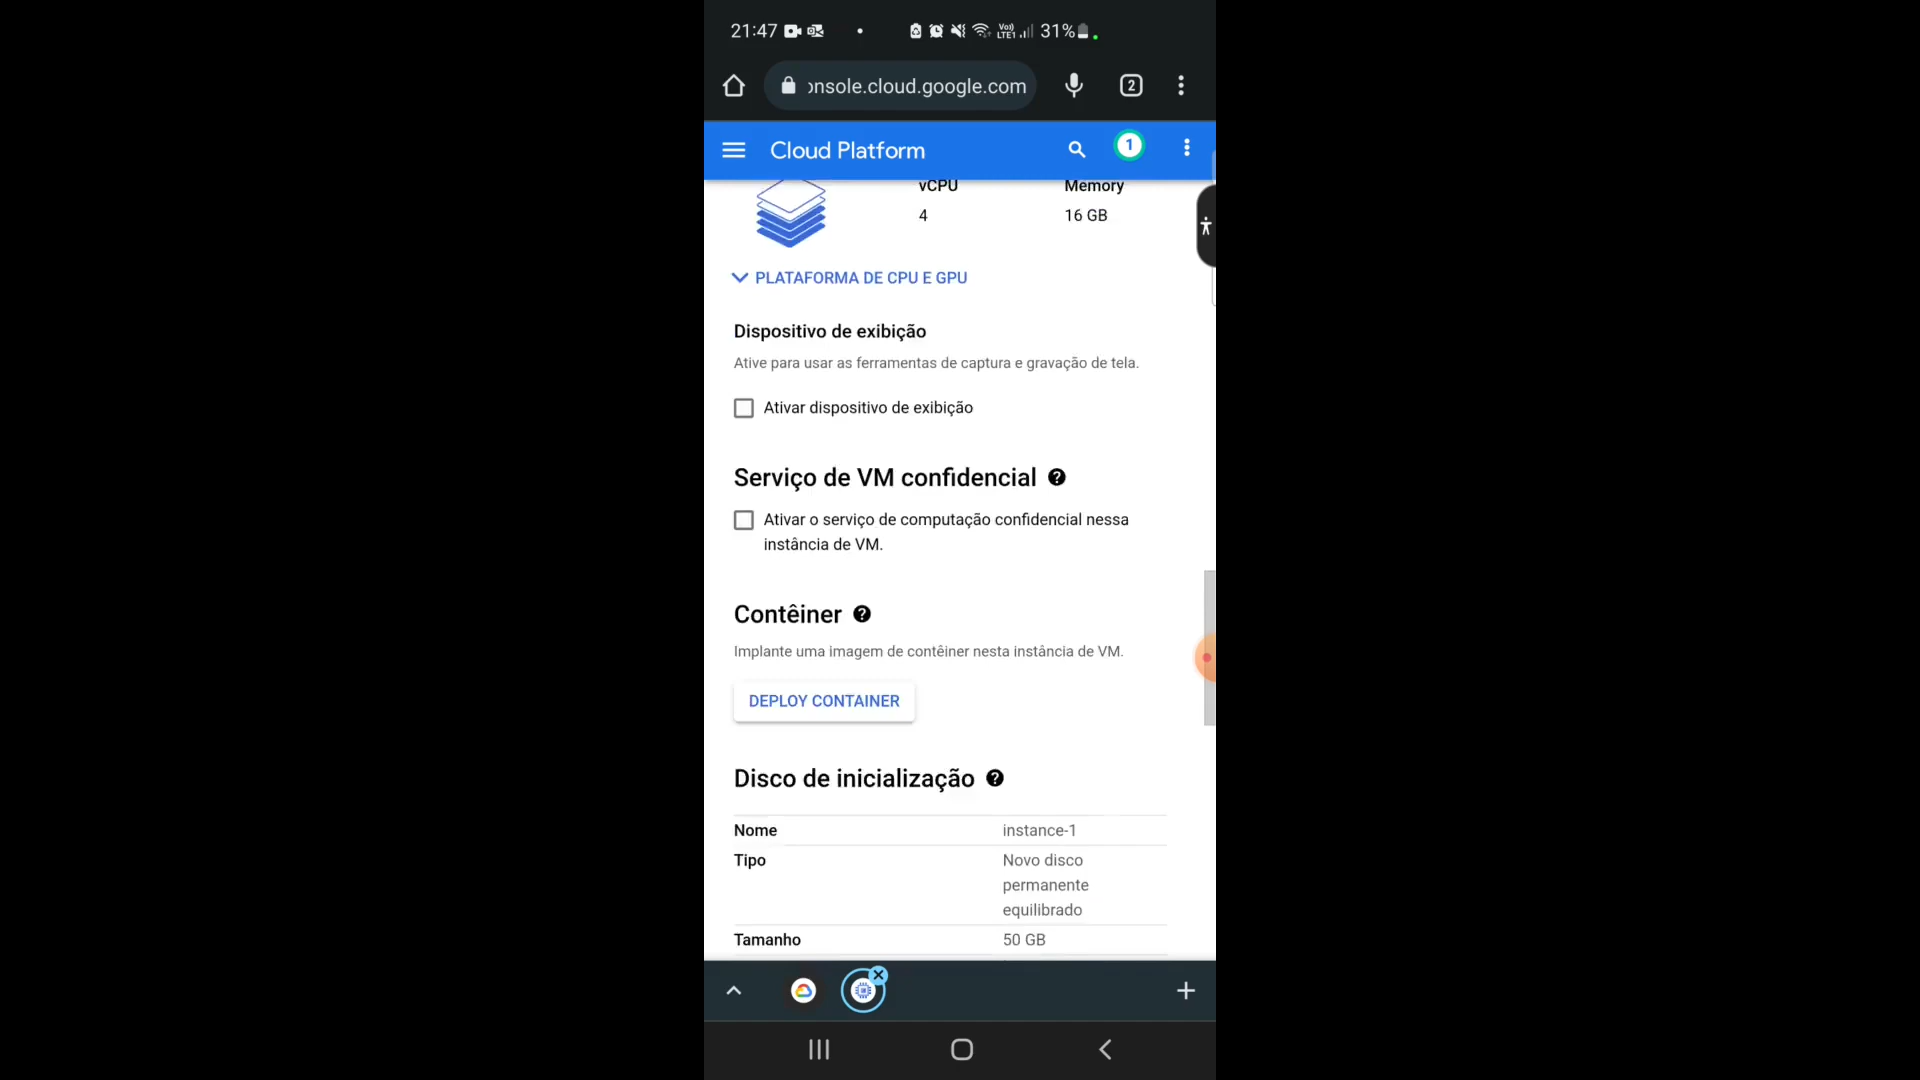 21:47
VoD LTE1
31%
onsole.cloud.google.com
2
Cloud Platform
1
vCPU
Memory
4
16 GB
PLATAFORMA DE CPU E GPU
Dispositivo de exibição
Ative para usar as ferramentas de captura e gravação de tela.
Ativar dispositivo de exibição
Serviço de VM confidencial
Ativar o serviço de computação confidencial nessa
instância de VM.
Contêiner
Implante uma imagem de contêiner nesta instância de VM.
DEPLOY CONTAINER
Disco de inicialização
Nome
instance-1
Tipo
Novo disco
permanente
equilibrado
Tamanho
50 GB